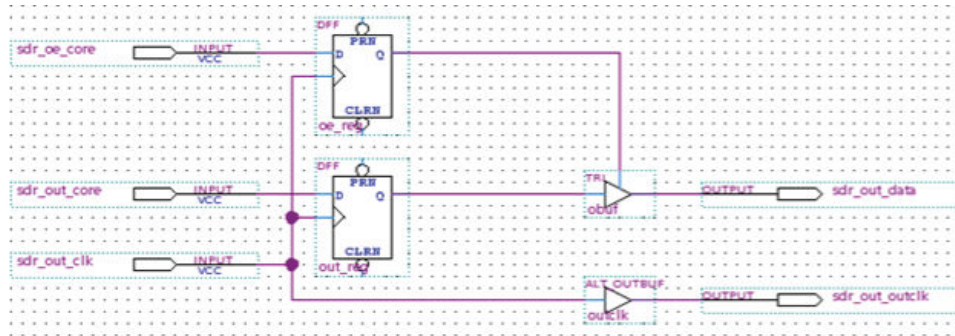 DFF
sdr_oe_core INPUT
VCC
PRN
D Q
CLRN
oe_reg
DFF
sdr_out_core INPUT
VCC
PRN
D Q
CLRN
out_reg
TRI
obuf
OUTPUT sdr_out_data
sdr_out_clk INPUT
VCC
ALT_OUTBUF
outclk
OUTPUT sdr_out_outclk